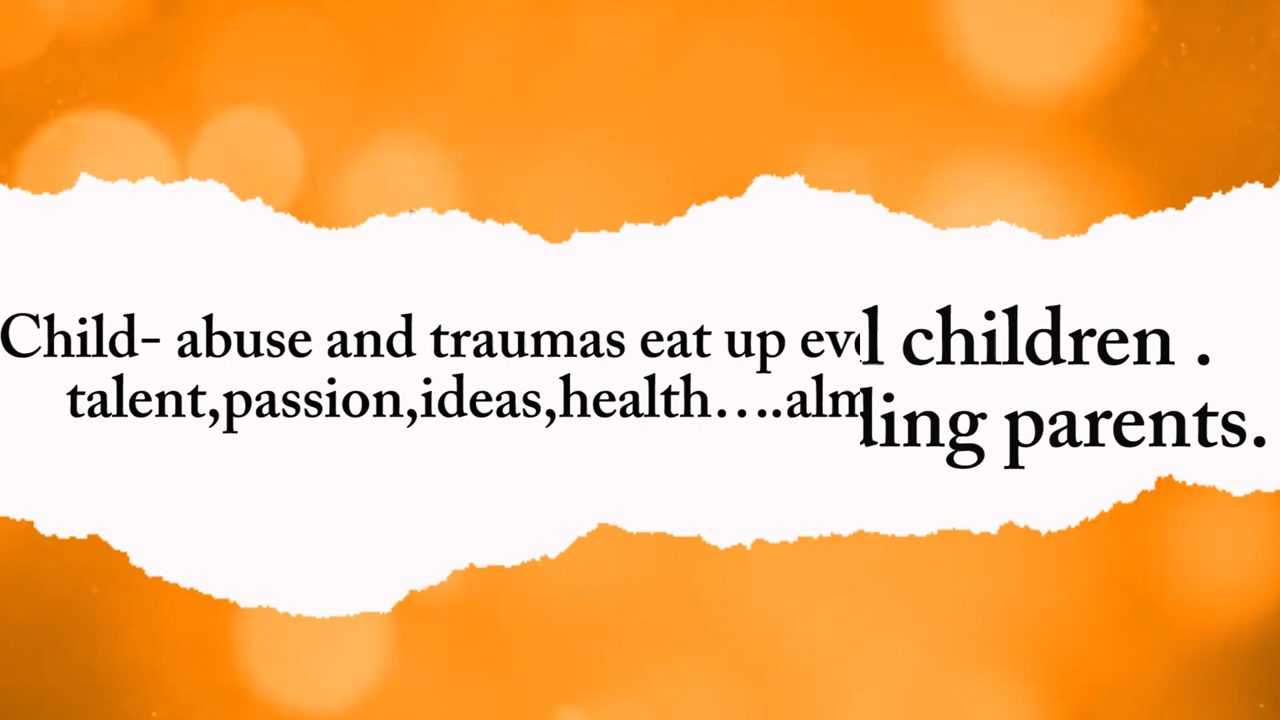 Child- abuse and traumas eat up
talent,passion,ideas,health….
children .
parents.